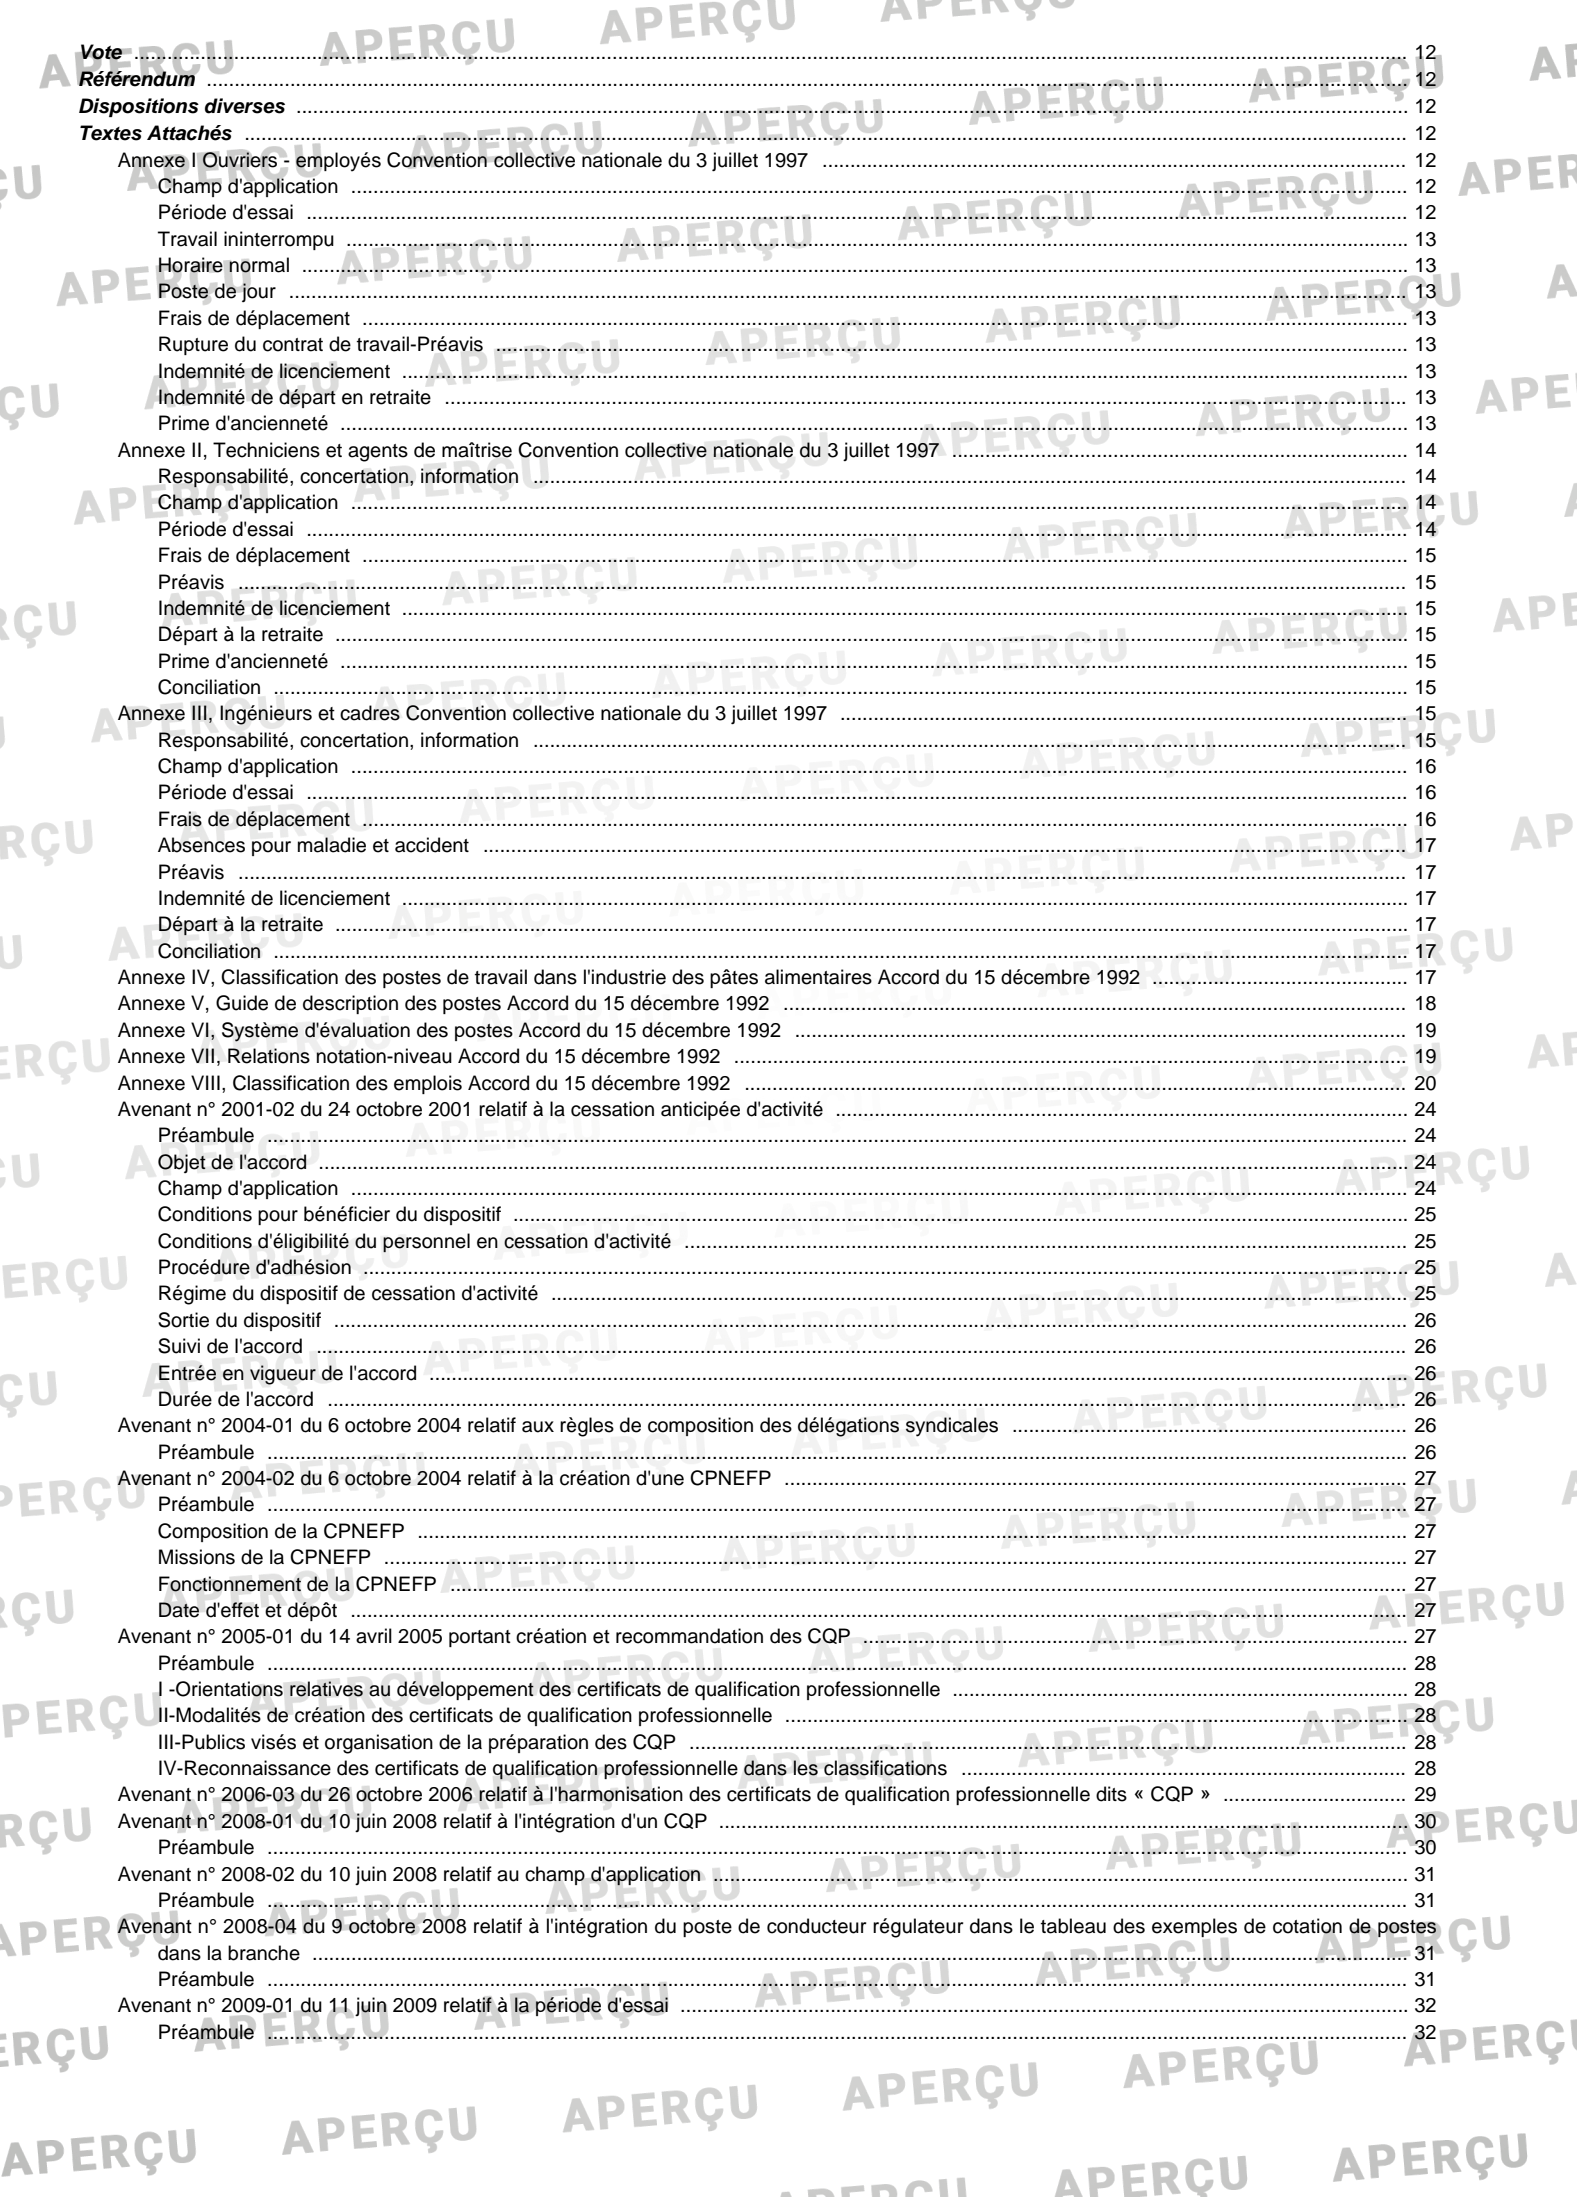 Vote 12
Référendum 12
Dispositions diverses 12
Textes Attachés 12
Annexe I Ouvriers - employés Convention collective nationale du 3 juillet 1997 12
Champ d'application 12
Période d'essai 12
Travail ininterrompu 13
Horaire normal 13
Poste de jour 13
Frais de déplacement 13
Rupture du contrat de travail-Préavis 13
Indemnité de licenciement 13
Indemnité de départ en retraite 13
Prime d'ancienneté 13
Annexe II, Techniciens et agents de maîtrise Convention collective nationale du 3 juillet 1997 14
Responsabilité, concertation, information 14
Champ d'application 14
Période d'essai 14
Frais de déplacement 15
Préavis 15
Indemnité de licenciement 15
Départ à la retraite 15
Prime d'ancienneté 15
Conciliation 15
Annexe III, Ingénieurs et cadres Convention collective nationale du 3 juillet 1997 15
Responsabilité, concertation, information 15
Champ d'application 16
Période d'essai 16
Frais de déplacement 16
Absences pour maladie et accident 17
Préavis 17
Indemnité de licenciement 17
Départ à la retraite 17
Conciliation 17
Annexe IV, Classification des postes de travail dans l'industrie des pâtes alimentaires Accord du 15 décembre 1992 17
Annexe V, Guide de description des postes Accord du 15 décembre 1992 18
Annexe VI, Système d'évaluation des postes Accord du 15 décembre 1992 19
Annexe VII, Relations notation-niveau Accord du 15 décembre 1992 19
Annexe VIII, Classification des emplois Accord du 15 décembre 1992 20
Avenant n° 2001-02 du 24 octobre 2001 relatif à la cessation anticipée d'activité 24
Préambule 24
Objet de l'accord 24
Champ d'application 24
Conditions pour bénéficier du dispositif 25
Conditions d'éligibilité du personnel en cessation d'activité 25
Procédure d'adhésion 25
Régime du dispositif de cessation d'activité 25
Sortie du dispositif 26
Suivi de l'accord 26
Entrée en vigueur de l'accord 26
Durée de l'accord 26
Avenant n° 2004-01 du 6 octobre 2004 relatif aux règles de composition des délégations syndicales 26
Préambule 26
Avenant n° 2004-02 du 6 octobre 2004 relatif à la création d'une CPNEFP 27
Préambule 27
Composition de la CPNEFP 27
Missions de la CPNEFP 27
Fonctionnement de la CPNEFP 27
Date d'effet et dépôt 27
Avenant n° 2005-01 du 14 avril 2005 portant création et recommandation des CQP 27
Préambule 28
I -Orientations relatives au développement des certificats de qualification professionnelle 28
II-Modalités de création des certificats de qualification professionnelle 28
III-Publics visés et organisation de la préparation des CQP 28
IV-Reconnaissance des certificats de qualification professionnelle dans les classifications 28
Avenant n° 2006-03 du 26 octobre 2006 relatif à l'harmonisation des certificats de qualification professionnelle dits « CQP » 29
Avenant n° 2008-01 du 10 juin 2008 relatif à l'intégration d'un CQP 30
Préambule 30
Avenant n° 2008-02 du 10 juin 2008 relatif au champ d'application 31
Préambule 31
Avenant n° 2008-04 du 9 octobre 2008 relatif à l'intégration du poste de conducteur régulateur dans le tableau des exemples de cotation de postes
dans la branche 31
Préambule 31
Avenant n° 2009-01 du 11 juin 2009 relatif à la période d'essai 32
Préambule 32